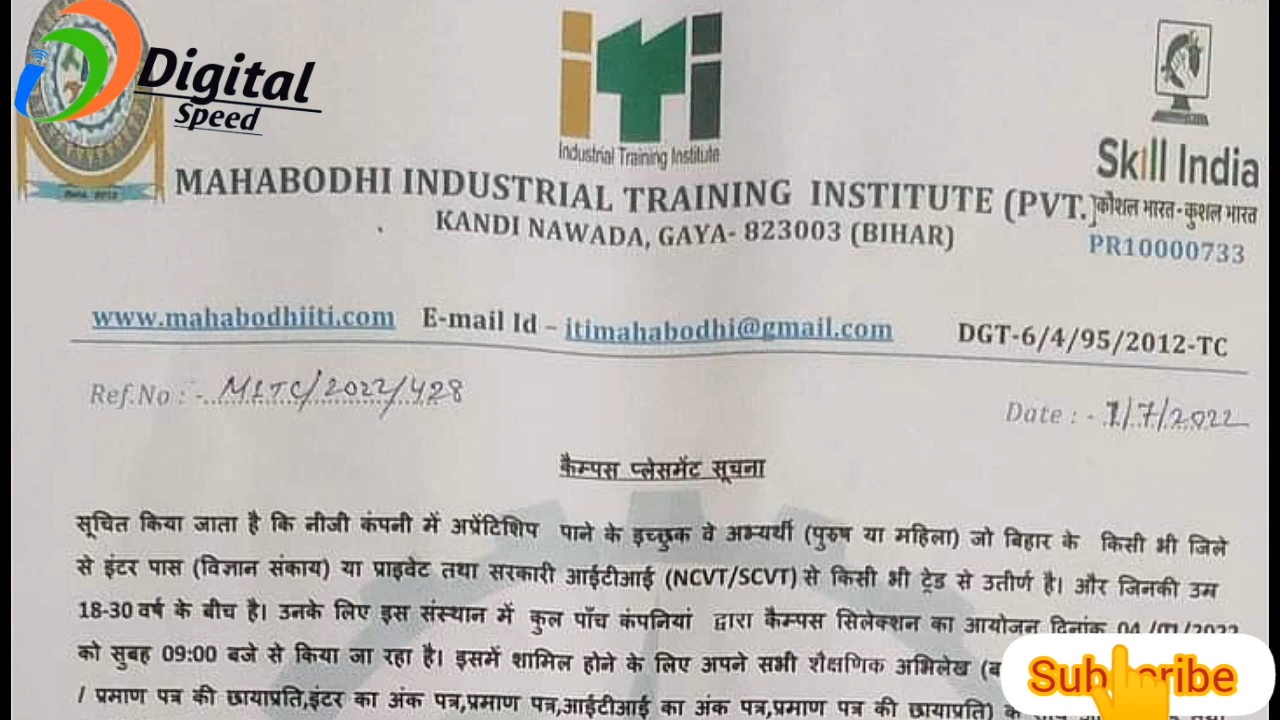 Digital
Speed
Industrial Training Institute
Skill India
कौशल भारत-कुशल भारत
MAHABODHI INDUSTRIAL TRAINING INSTITUTE (PVT.)
KANDI NAWADA, GAYA- 823003 (BIHAR)
PR10000733
www.mahabodhiiti.com E-mail Id – itimahabodhi@gmail.com DGT-6/4/95/2012-TC
Ref.No : -. MITC/2022/428
Date : - 1/7/2022
कैम्पस प्लेसमेंट सूचना
सूचित किया जाता है कि नीजी कंपनी में अप्रेंटिशिप पाने के इच्छुक वे अभ्यर्थी (पुरुष या महिला) जो बिहार के किसी भी जिले
से इंटर पास (विज्ञान संकाय) या प्राइवेट तथा सरकारी आईटीआई (NCVT/SCVT) से किसी भी ट्रेड से उतीर्ण है। और जिनकी उम्र
18-30 वर्ष के बीच है। उनके लिए इस संस्थान में कुल पाँच कंपनियां द्वारा कैम्पस सिलेक्शन का आयोजन दिनांक
को सुबह 09:00 बजे से किया जा रहा है। इसमें शामिल होने के लिए अपने सभी शैक्षणिक अभिलेख
/ प्रमाण पत्र की छायाप्रति,इंटर का अंक पत्र,प्रमाण पत्र,आईटीआई का अंक पत्र,प्रमाण पत्र की छायाप्रति)